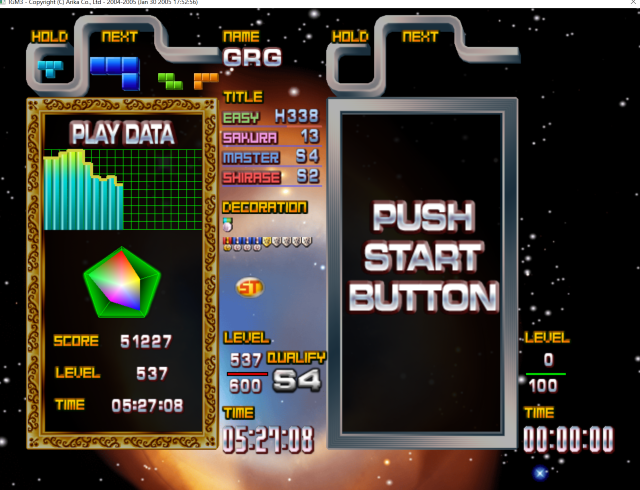 TGM3 - Copyright (C) Arika Co., Ltd - 2004-2005 (Jan 30 2005 17:52:56)
HOLD NEXT
NAME
GRG
TITLE
EASY H338
SAKURA 13
MASTER S4
SHIRASE S2
DECORATION
ST
LEVEL
537 QUALIFY
600 S4
TIME
05:27:08
PLAY DATA
SCORE 51227
LEVEL 537
TIME 05:27:08
HOLD NEXT
PUSH
START
BUTTON
LEVEL
0
100
TIME
00:00:00